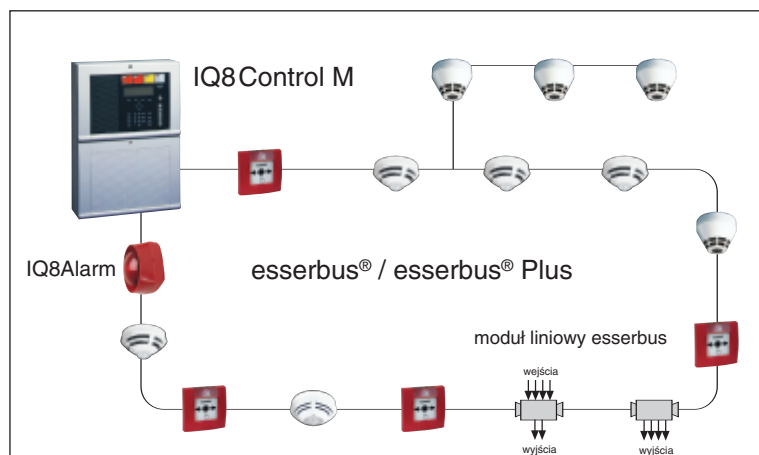 IQ8Control M
IQ8Alarm
esserbus® / esserbus® Plus
moduł liniowy esserbus
wejścia
wyjścia
wyjścia